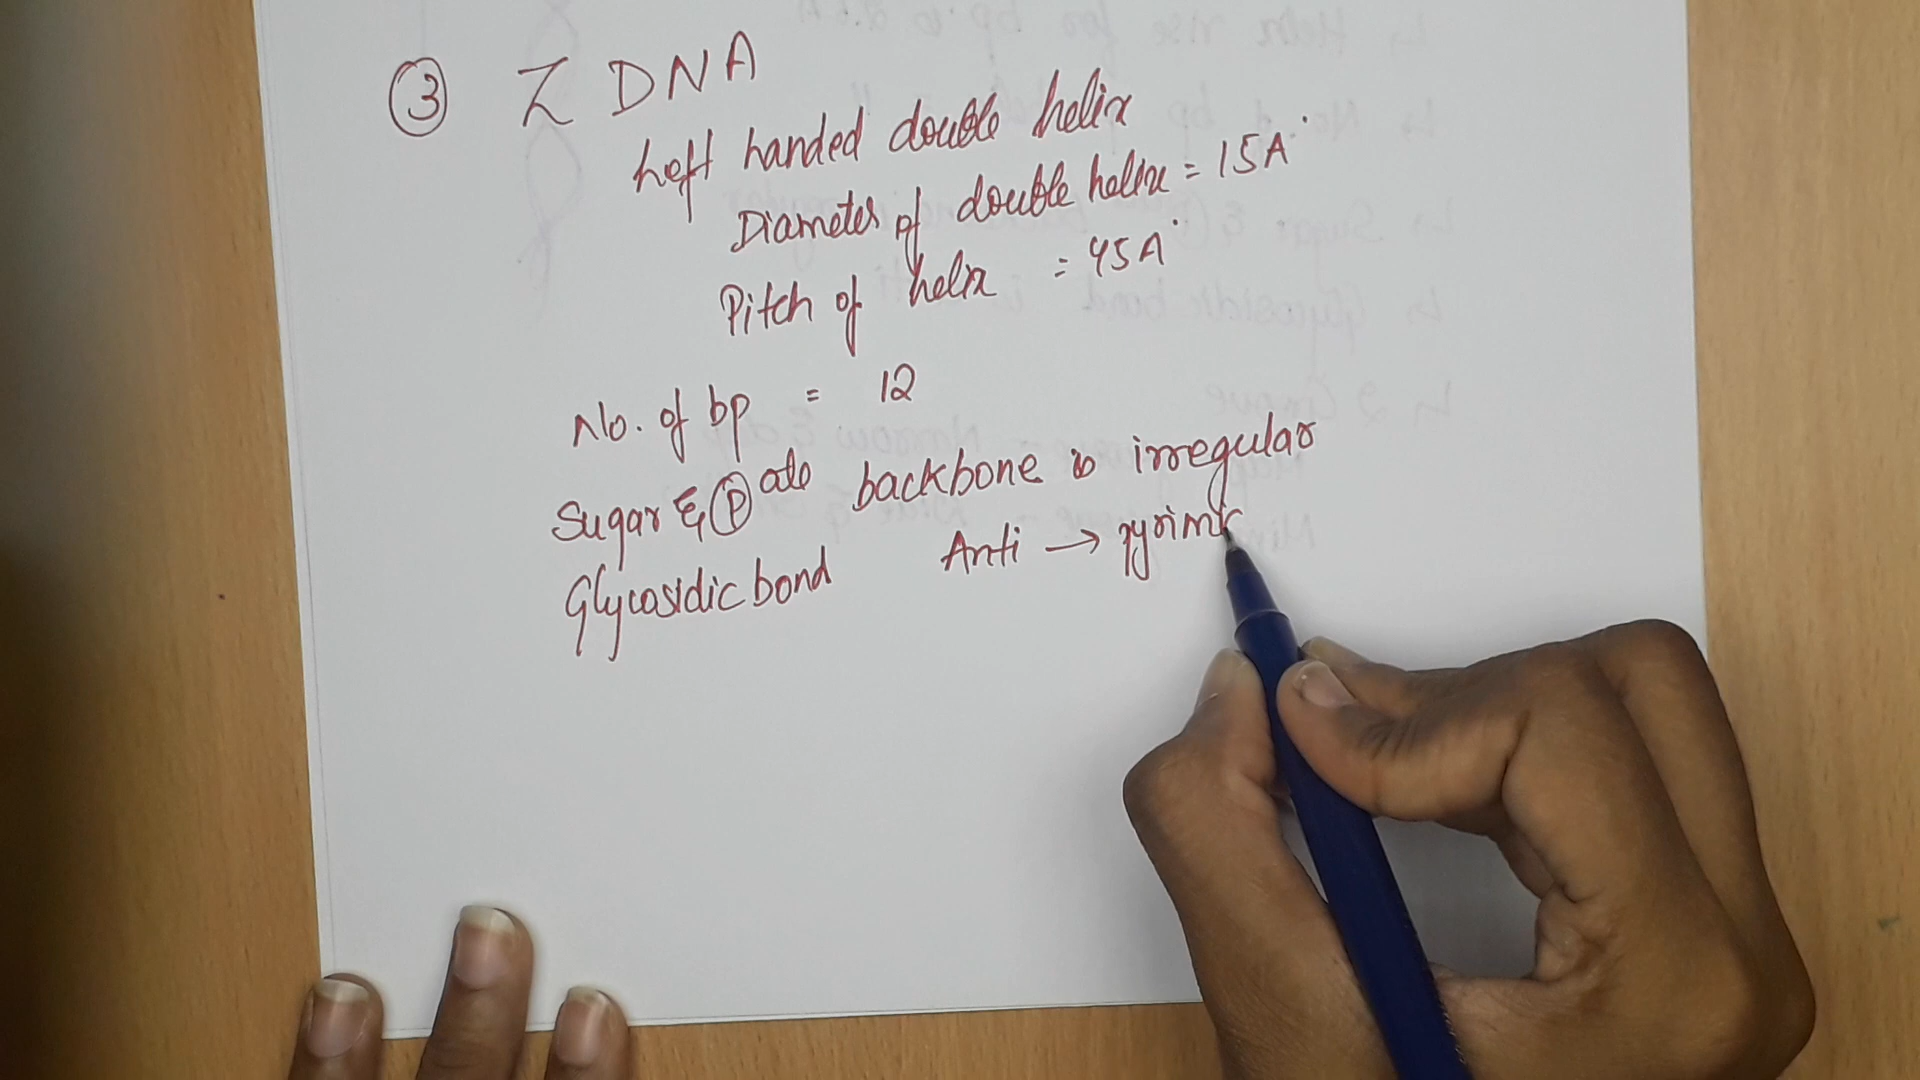 ③ Z DNA
Left handed double helix
Diameter of double helix = 15A°
Pitch of helix = 45A°
No. of bp = 12
Sugar & Ⓟate backbone is irregular
Glycosidic bond Anti → pyrimi